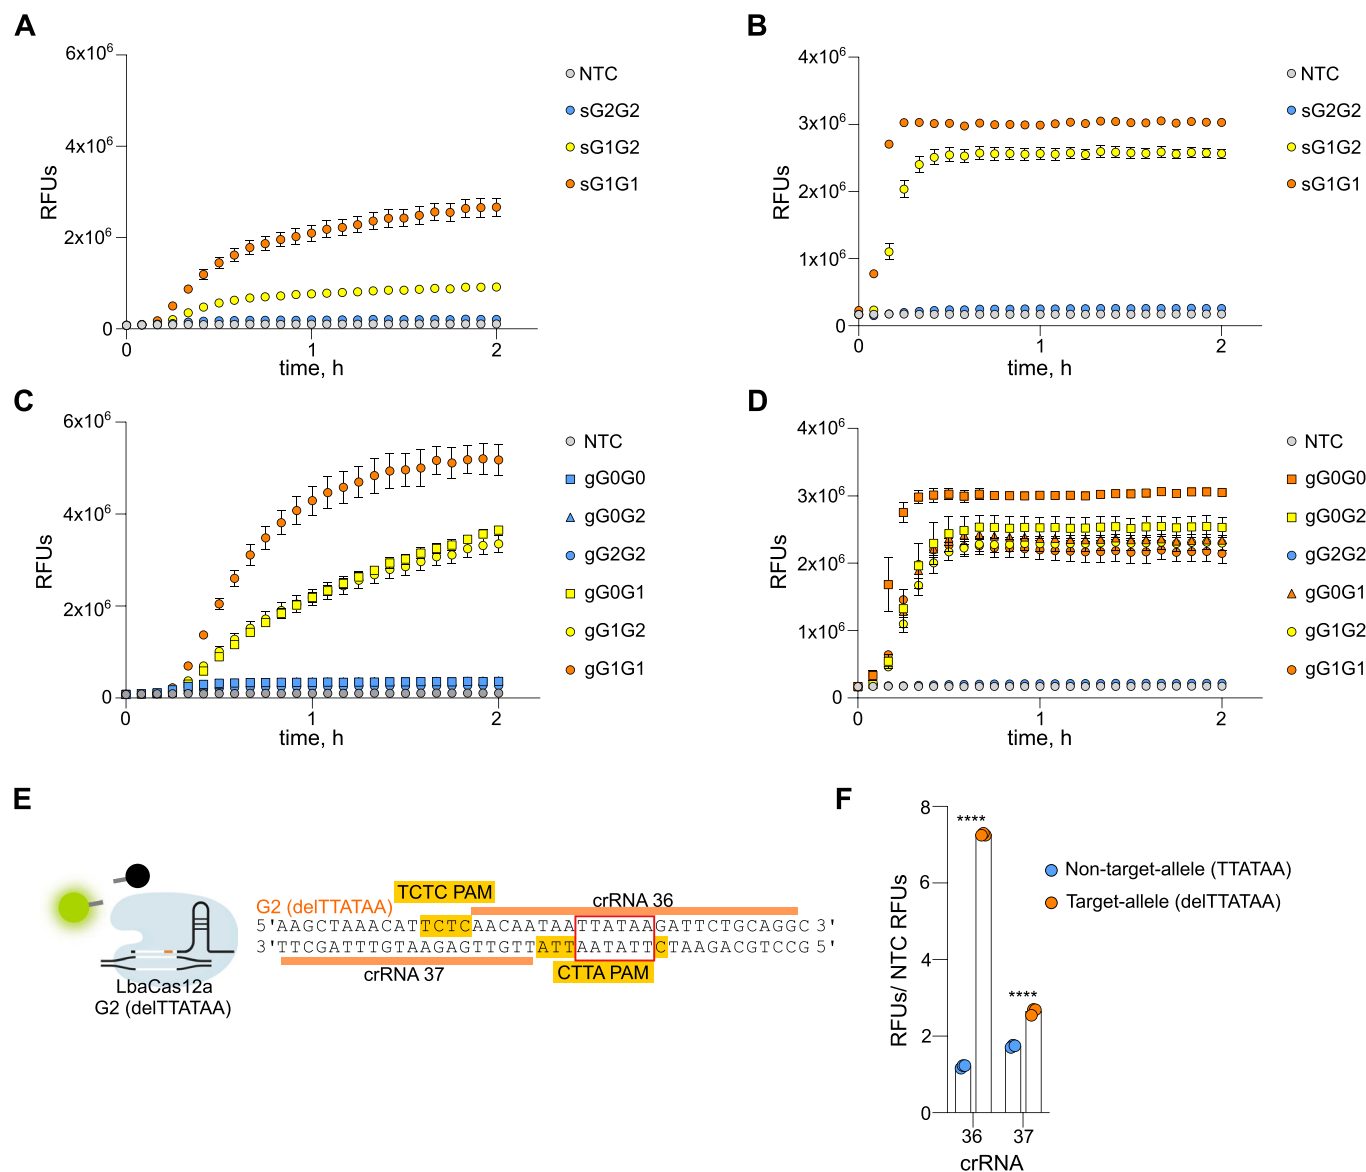 A
6x10⁶
4x10⁶
2x10⁶
0
RFUs
0
1
2
time, h
NTC
sG2G2
sG1G2
sG1G1
B
4x10⁶
3x10⁶
2x10⁶
1x10⁶
0
RFUs
0
1
2
time, h
NTC
sG2G2
sG1G2
sG1G1
C
6x10⁶
4x10⁶
2x10⁶
0
RFUs
0
1
2
time, h
NTC
gG0G0
gG0G2
gG2G2
gG0G1
gG1G2
gG1G1
D
4x10⁶
3x10⁶
2x10⁶
1x10⁶
0
RFUs
0
1
2
time, h
NTC
gG0G0
gG0G2
gG2G2
gG0G1
gG1G2
gG1G1
E
LbaCas12a
G2 (delTTATAA)
TCTC PAM
G2 (delTTATAA)
crRNA 36
5'AAGCTAAACATTCTCAACAATAATTATAAGATTCTGCAGGC 3'
3'TTCGATTTGTAAGAGTTGTTATTAATATTCTAAGACGTCCG 5'
crRNA 37
CTTA PAM
F
8
6
4
2
0
RFUs/ NTC RFUs
****
****
36
37
crRNA
Non-target-allele (TTATAA)
Target-allele (delTTATAA)